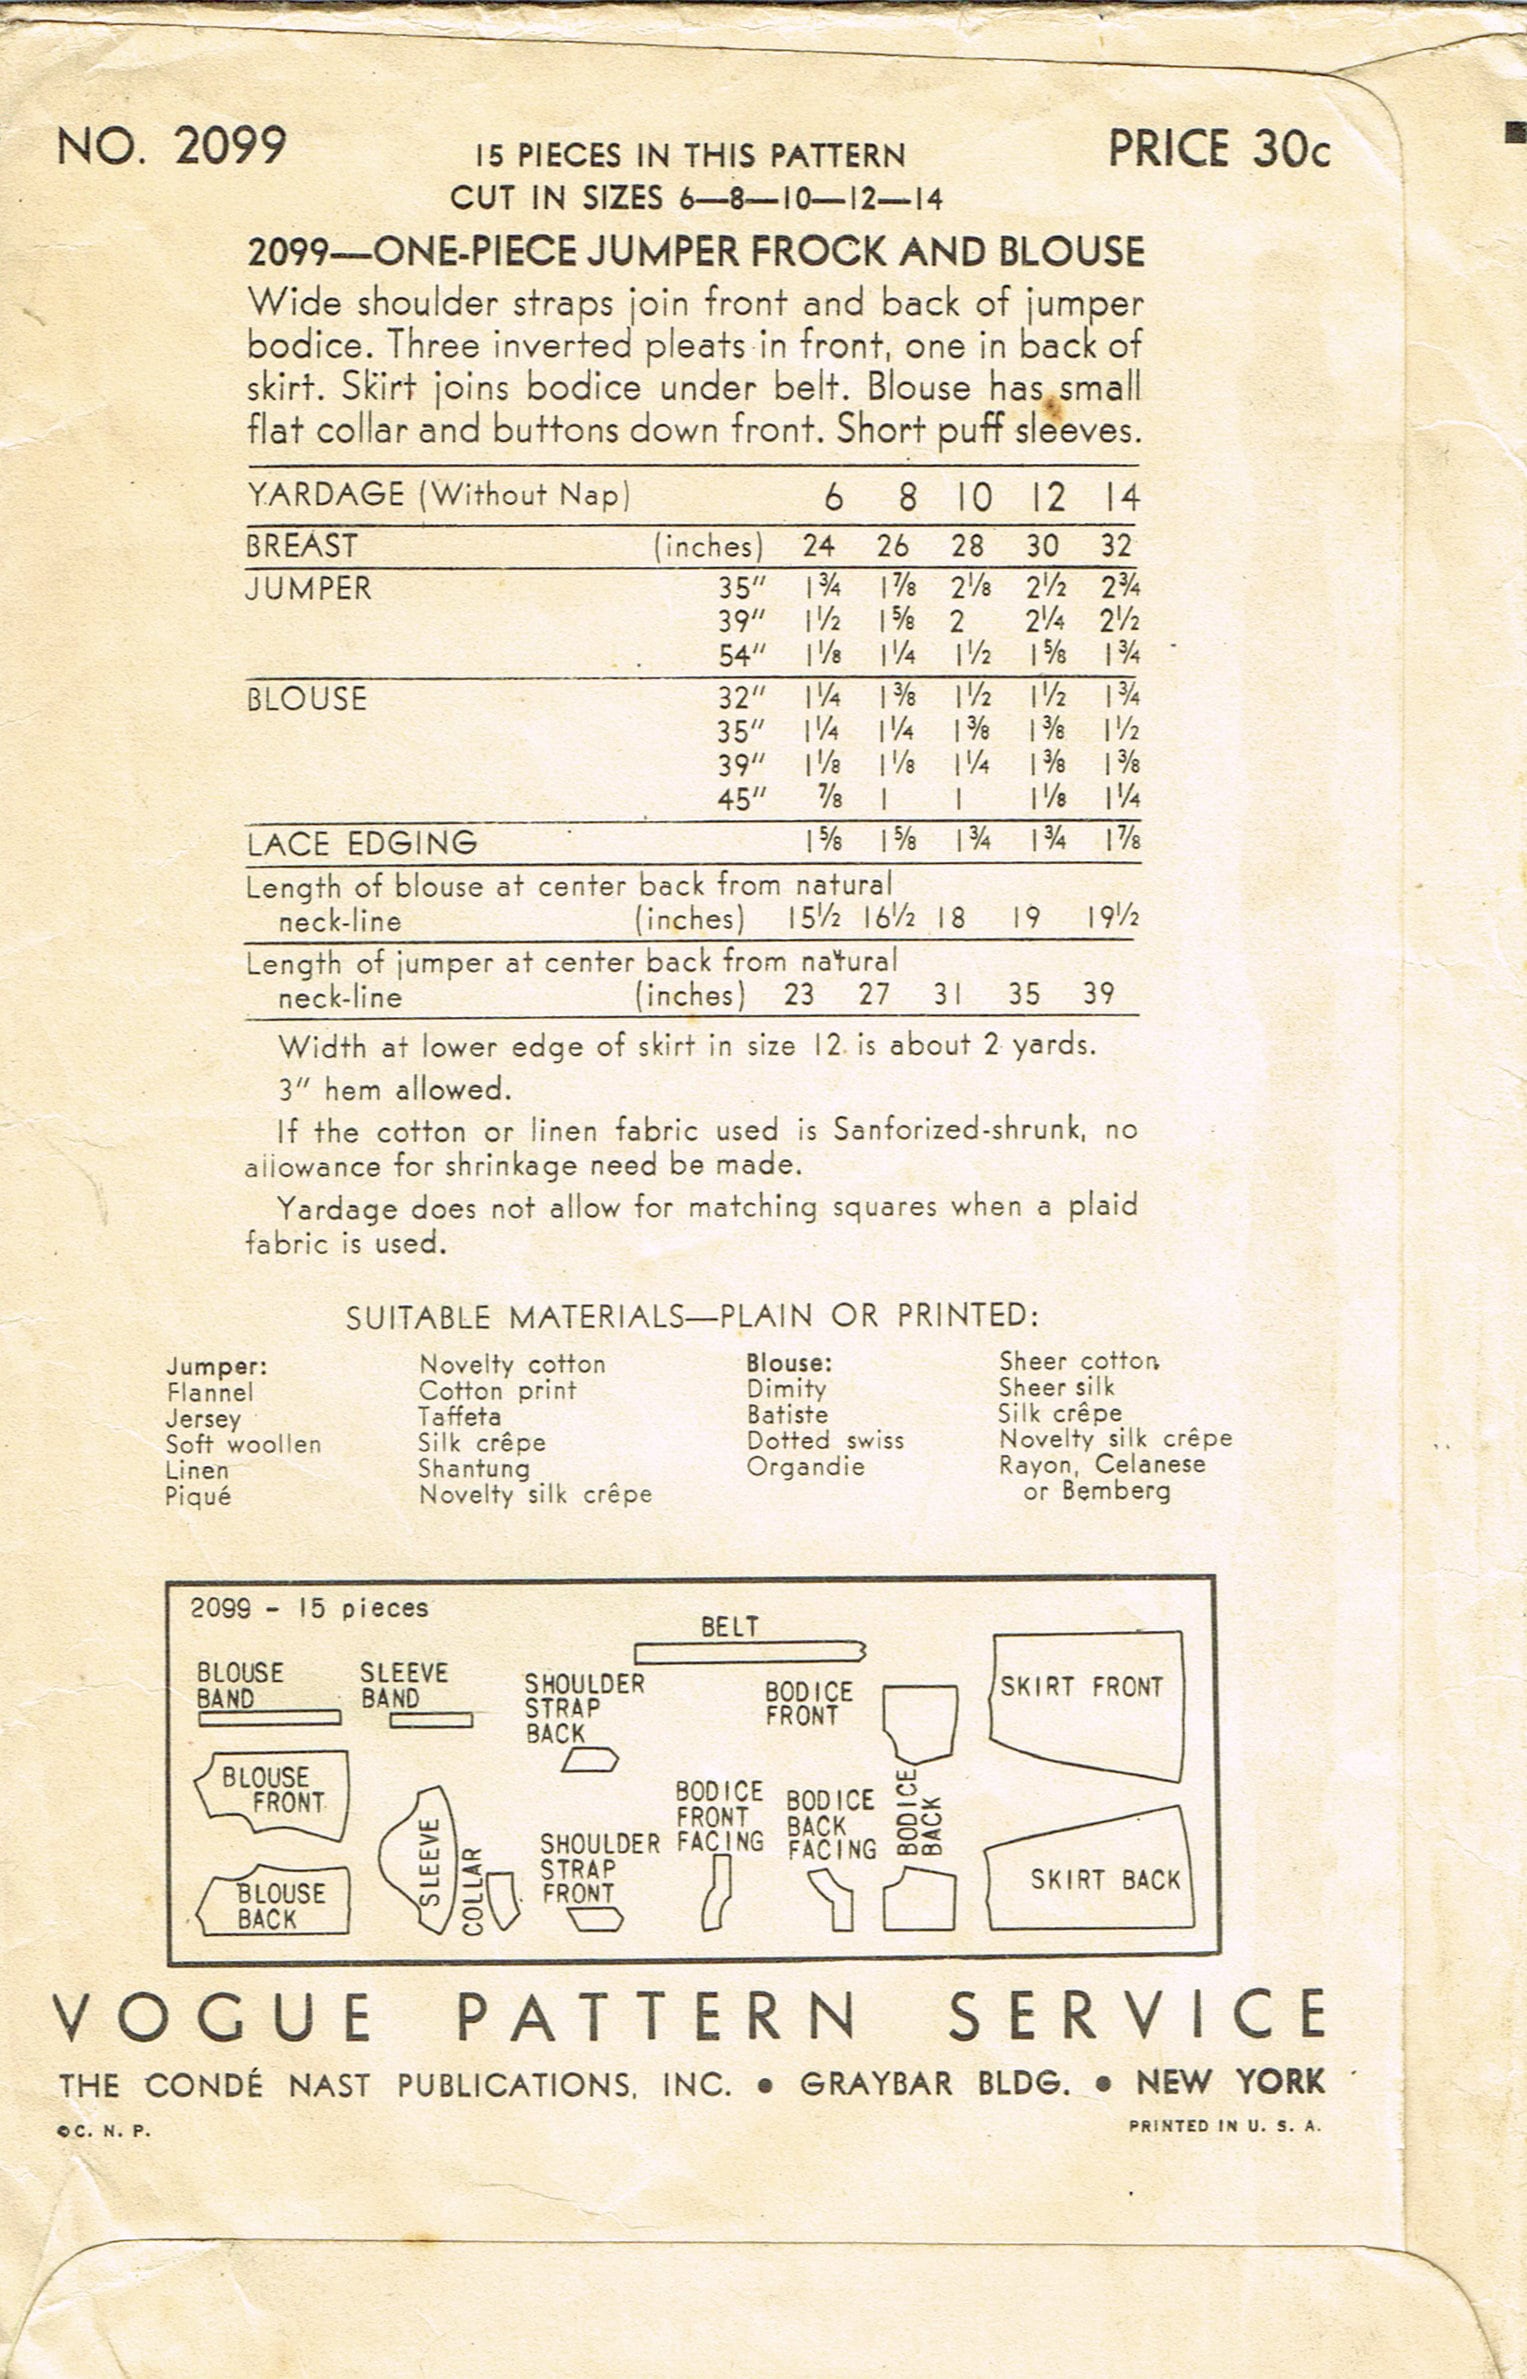 NO. 2099
15 PIECES IN THIS PATTERN
PRICE 30c
CUT IN SIZES 6—8—10—12—14
2099—ONE-PIECE JUMPER FROCK AND BLOUSE
Wide shoulder straps join front and back of jumper
bodice. Three inverted pleats in front, one in back of
skirt. Skirt joins bodice under belt. Blouse has small
flat collar and buttons down front. Short puff sleeves.
YARDAGE (Without Nap) 6 8 10 12 14
BREAST (inches) 24 26 28 30 32
JUMPER 35" 1¾ 1⅞ 2⅛ 2½ 2¾
39" 1½ 1⅝ 2 2¼ 2½
54" 1⅛ 1¼ 1½ 1⅝ 1¾
BLOUSE 32" 1¼ 1⅜ 1½ 1½ 1¾
35" 1¼ 1¼ 1⅜ 1⅜ 1½
39" 1⅛ 1⅛ 1¼ 1⅜ 1⅜
45" ⅞ 1 1 1⅛ 1¼
LACE EDGING 1⅝ 1⅝ 1¾ 1¾ 1⅞
Length of blouse at center back from natural
neck-line (inches) 15½ 16½ 18 19 19½
Length of jumper at center back from natural
neck-line (inches) 23 27 31 35 39
Width at lower edge of skirt in size 12 is about 2 yards.
3" hem allowed.
If the cotton or linen fabric used is Sanforized-shrunk, no
allowance for shrinkage need be made.
Yardage does not allow for matching squares when a plaid
fabric is used.
SUITABLE MATERIALS—PLAIN OR PRINTED:
Jumper:
Flannel
Jersey
Soft woollen
Linen
Piqué
Novelty cotton
Cotton print
Taffeta
Silk crêpe
Shantung
Novelty silk crêpe
Blouse:
Dimity
Batiste
Dotted swiss
Organdie
Sheer cotton
Sheer silk
Silk crêpe
Novelty silk crêpe
Rayon, Celanese
or Bemberg
2099 - 15 pieces
BELT
BLOUSE
BAND
SLEEVE
BAND
SHOULDER
STRAP
BACK
BODICE
FRONT
SKIRT FRONT
BLOUSE
FRONT
SLEEVE
COLLAR
SHOULDER
STRAP
FRONT
BODICE
FRONT
FACING
BODICE
BACK
FACING
BODICE
BACK
BLOUSE
BACK
SKIRT BACK
VOGUE PATTERN SERVICE
THE CONDÉ NAST PUBLICATIONS, INC. • GRAYBAR BLDG. • NEW YORK
©C. N. P.
PRINTED IN U. S. A.